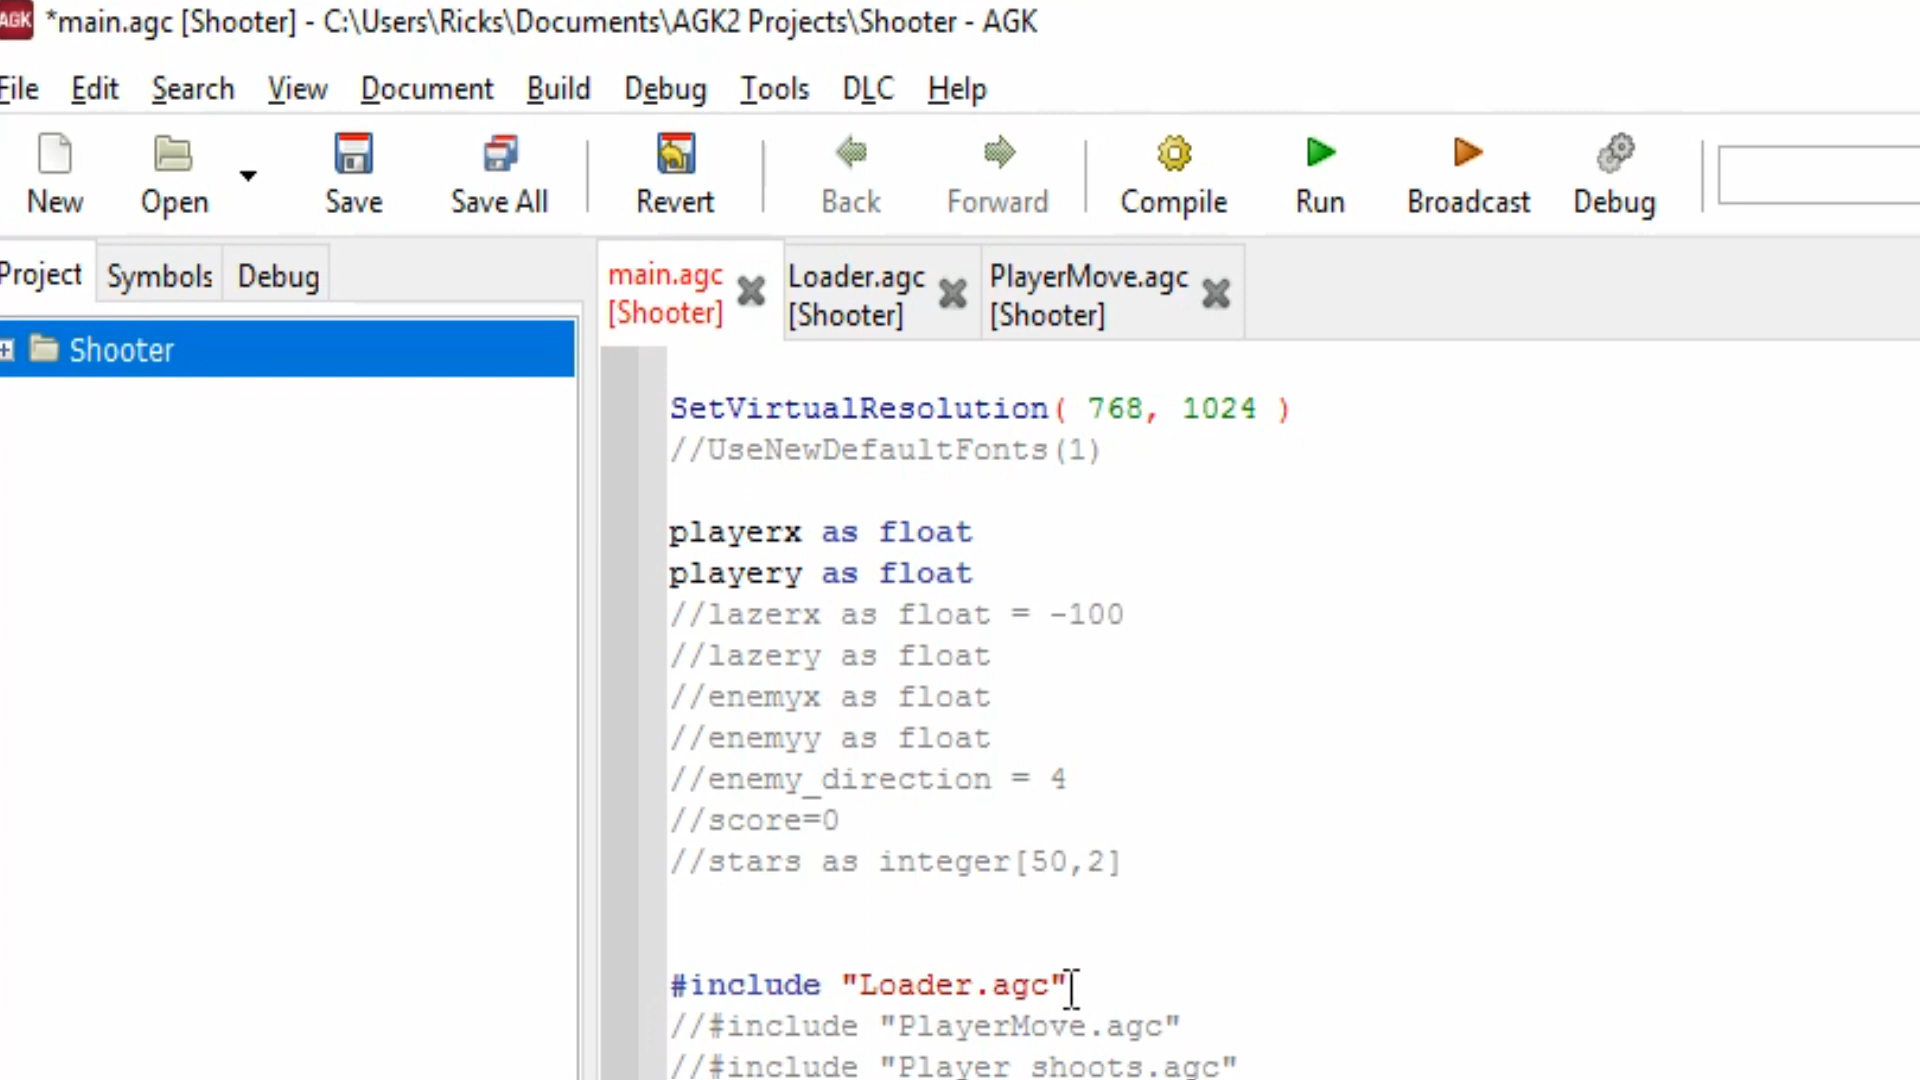 AGK *main.agc [Shooter] - C:\Users\Ricks\Documents\AGK2 Projects\Shooter - AGK
File Edit Search View Document Build Debug Tools DLC Help
New Open Save Save All Revert Back Forward Compile Run Broadcast Debug
Project Symbols Debug
main.agc [Shooter]
Loader.agc [Shooter]
PlayerMove.agc [Shooter]
Shooter
SetVirtualResolution( 768, 1024 )
//UseNewDefaultFonts(1)
playerx as float
playery as float
//lazerx as float = -100
//lazery as float
//enemyx as float
//enemyy as float
//enemy_direction = 4
//score=0
//stars as integer[50,2]
#include "Loader.agc"
//#include "PlayerMove.agc"
//#include "Player shoots.agc"